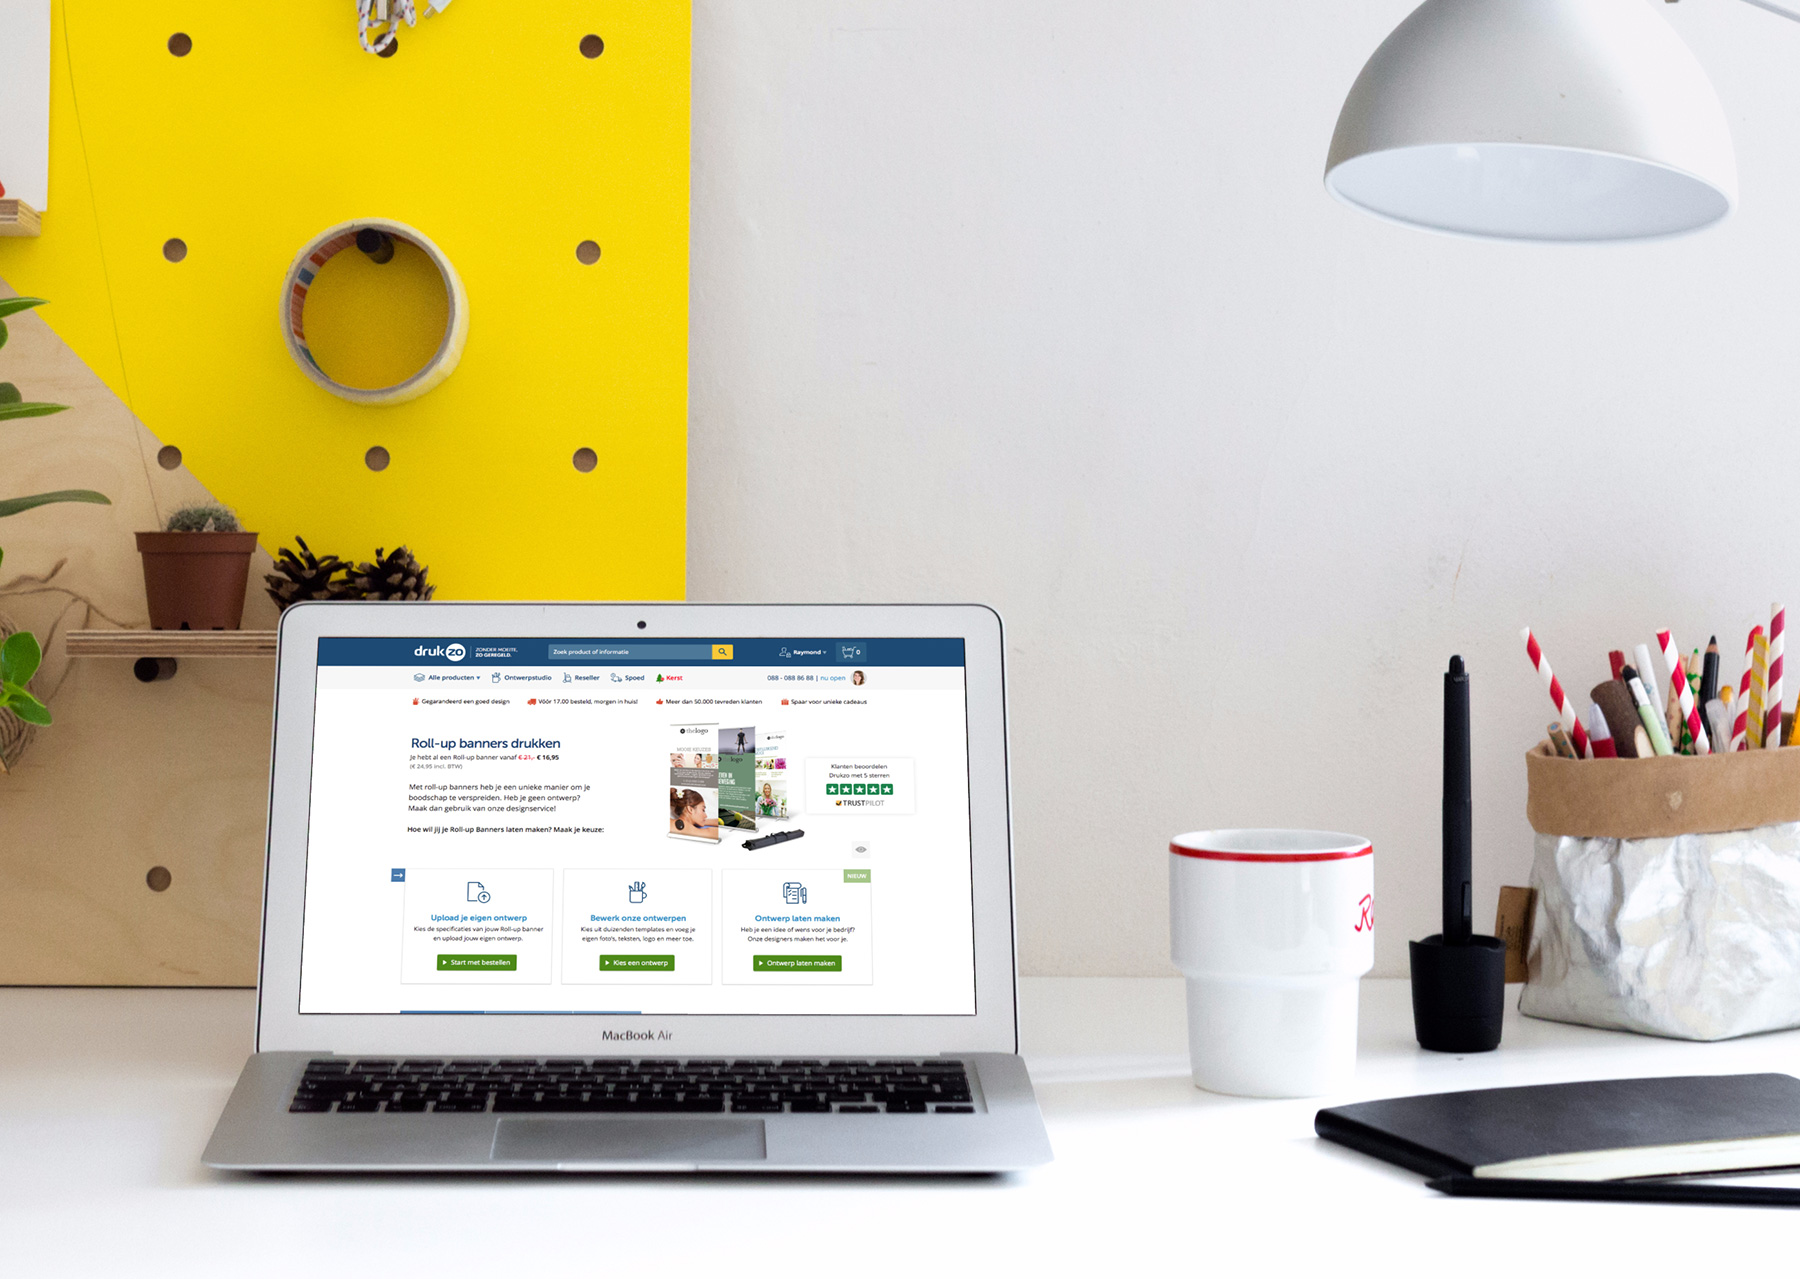 drukzo
ZONDER MOEITE.
ZO GEREGELD.
Zoek product of informatie
Raymond
0
Alle producten
Ontwerpstudio
Reseller
Spoed
Kerst
088 - 088 86 88 | nu open
Gegarandeerd een goed design
Vóór 17.00 besteld, morgen in huis!
Meer dan 50.000 tevreden klanten
Spaar voor unieke cadeaus
Roll-up banners drukken
Je hebt al een Roll-up banner vanaf € 21,- € 16,95
(€ 24,95 incl. BTW)
Met roll-up banners heb je een unieke manier om je
boodschap te verspreiden. Heb je geen ontwerp?
Maak dan gebruik van onze designservice!
Hoe wil jij je Roll-up Banners laten maken? Maak je keuze:
thelogo
Klanten beoordelen
Drukzo met 5 sterren
TRUSTPILOT
NIEUW
Upload je eigen ontwerp
Kies de specificaties van jouw Roll-up banner
en upload jouw eigen ontwerp.
Start met bestellen
Bewerk onze ontwerpen
Kies uit duizenden templates en voeg je
eigen foto's, teksten, logo en meer toe.
Kies een ontwerp
Ontwerp laten maken
Heb je een idee of wens voor je bedrijf?
Onze designers maken het voor je.
Ontwerp laten maken
MacBook Air